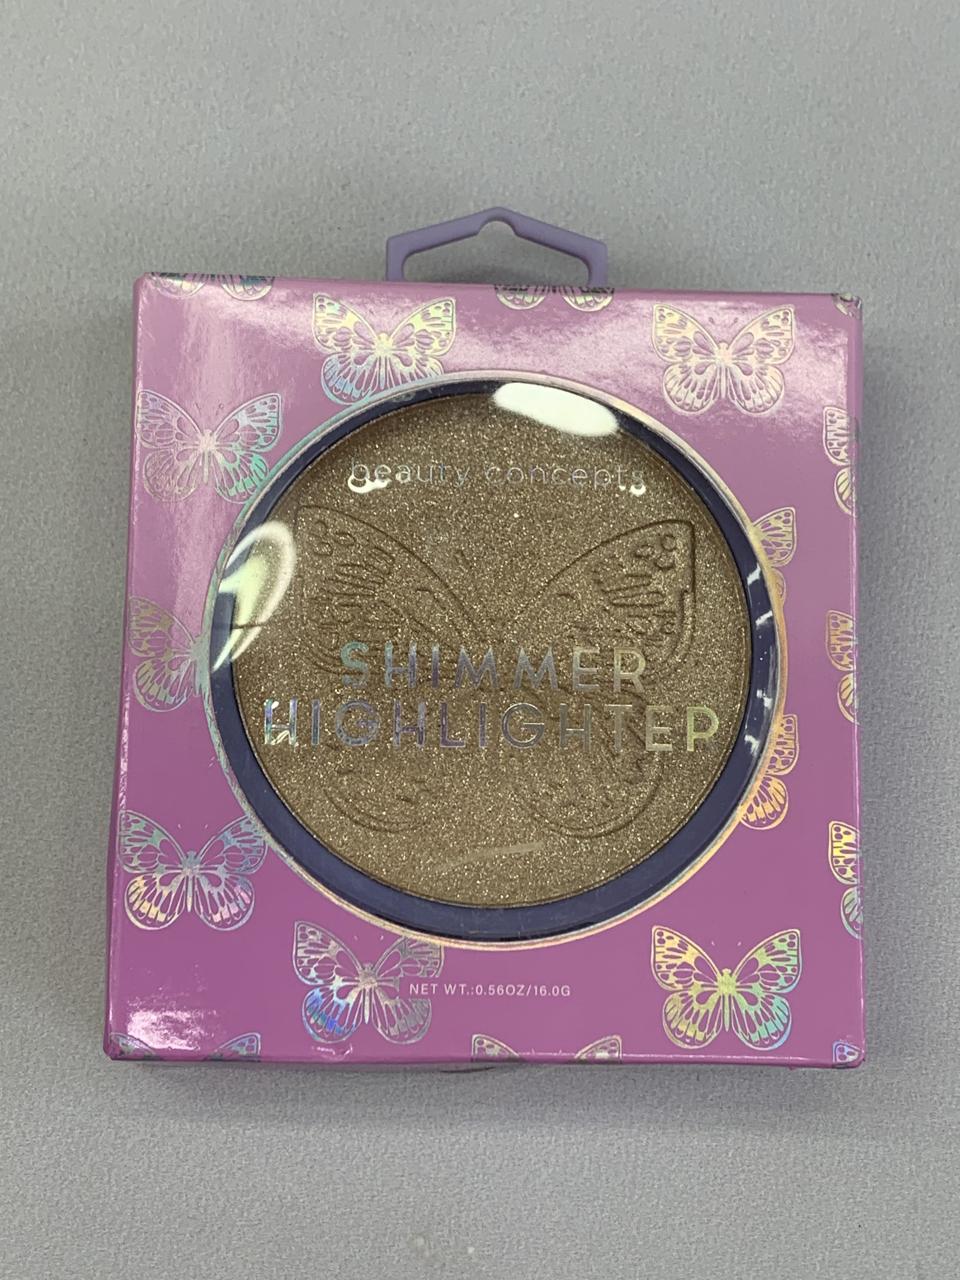 beauty concepts
SHIMMER
HIGHLIGHTER
NET WT.:0.56OZ/16.0G